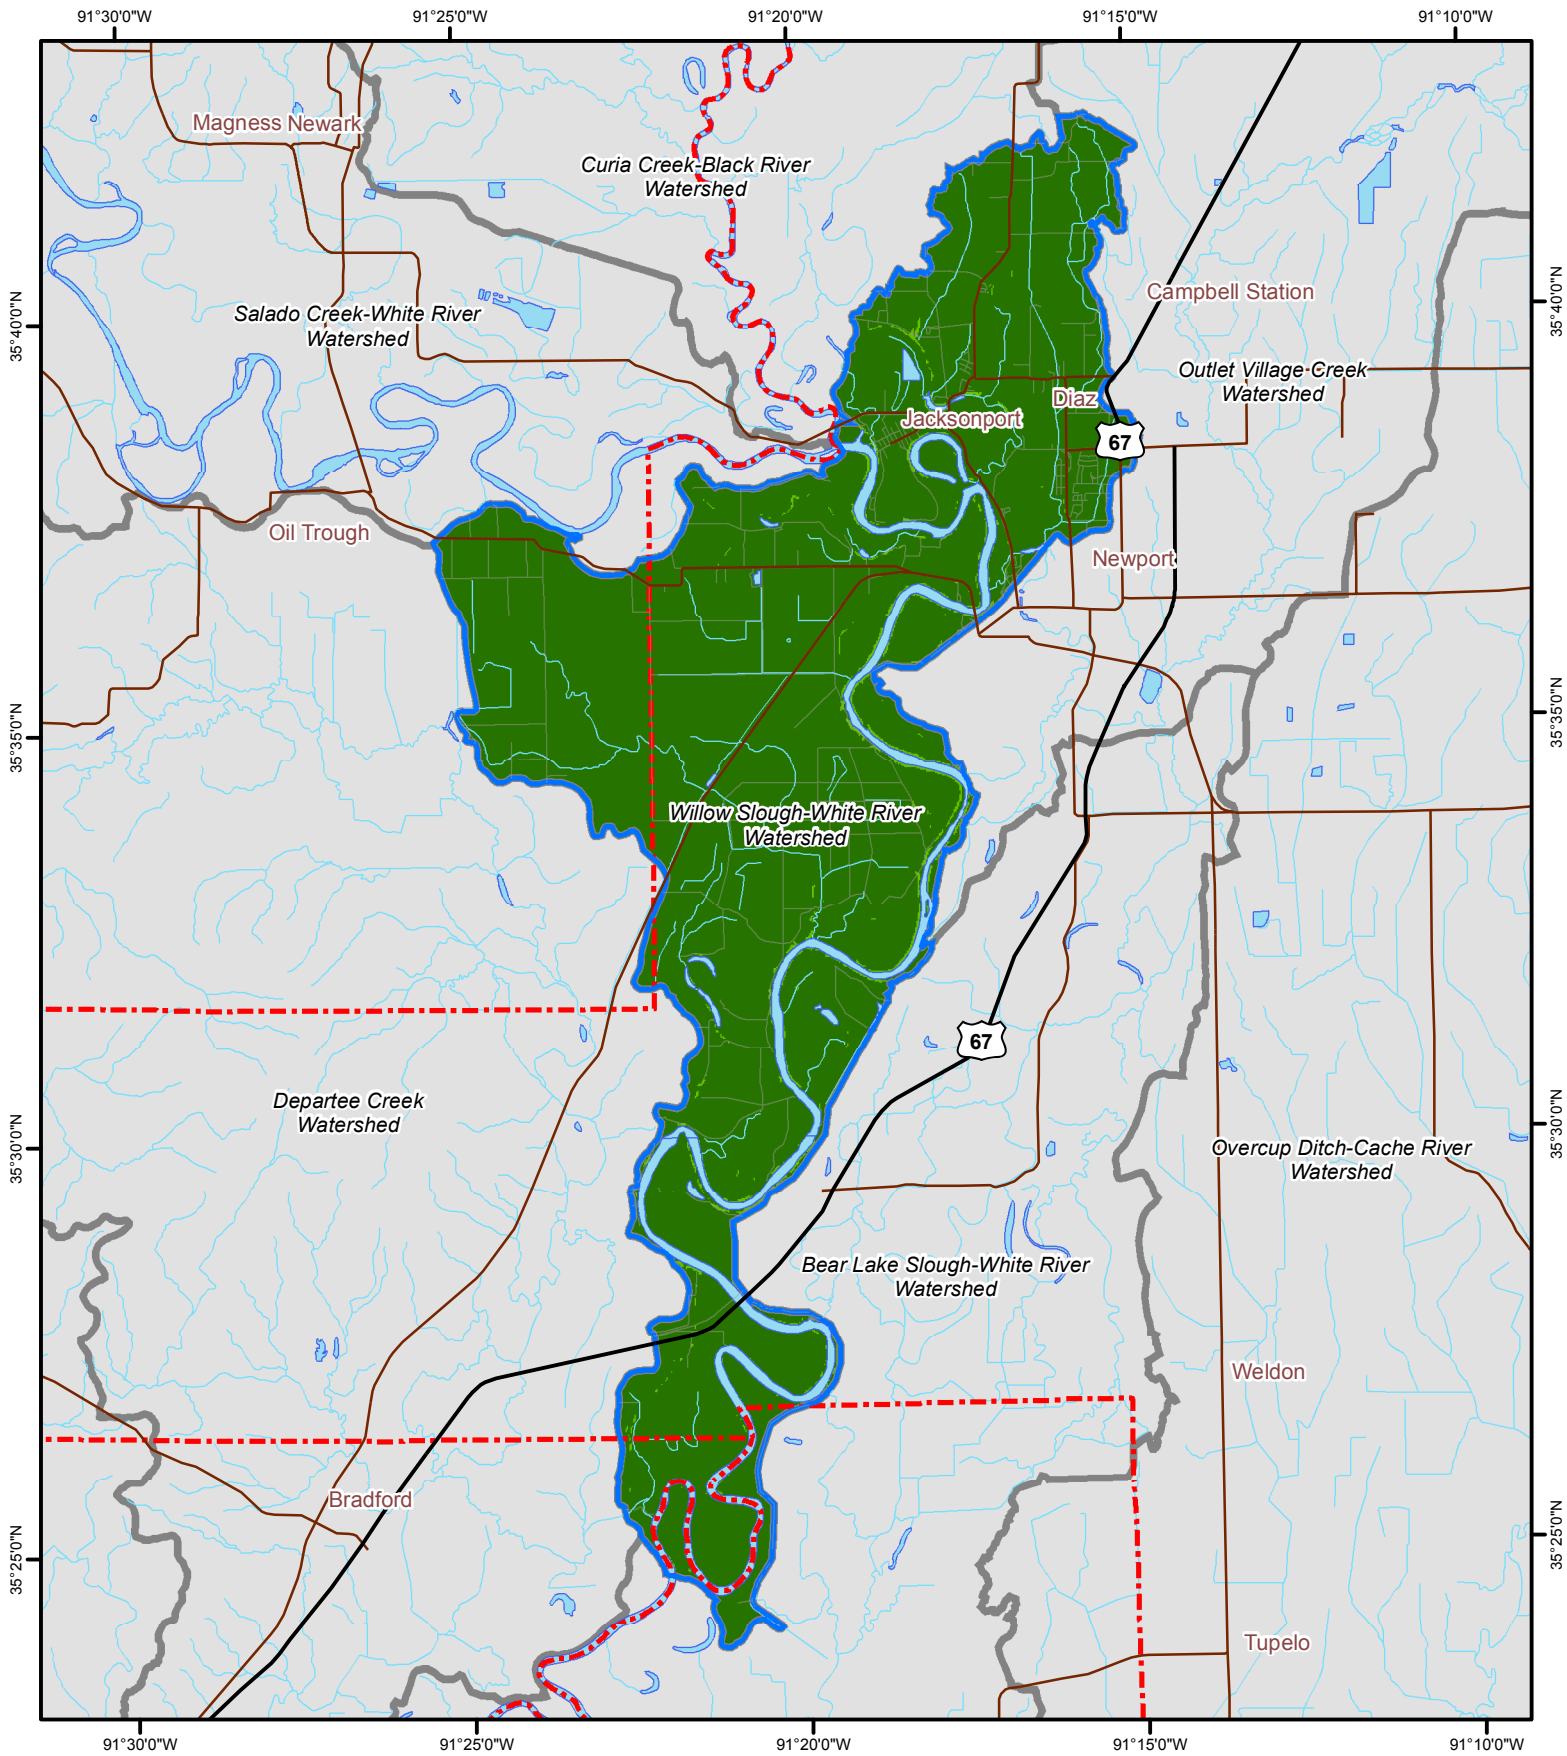 91°30'0"W 91°25'0"W 91°20'0"W 91°15'0"W 91°10'0"W
Magness Newark
Curia Creek-Black River
Watershed
35°40'0"N
Salado Creek-White River
Watershed
Campbell Station
35°40'0"N
Outlet Village Creek
Watershed
Diaz
Jacksonport
67
Oil Trough
Newport
35°35'0"N
35°35'0"N
Willow Slough-White River
Watershed
67
Departee Creek
Watershed
35°30'0"N
35°30'0"N
Overcup Ditch-Cache River
Watershed
Bear Lake Slough-White River
Watershed
Weldon
Bradford
35°25'0"N
35°25'0"N
Tupelo
91°30'0"W 91°25'0"W 91°20'0"W 91°15'0"W 91°10'0"W